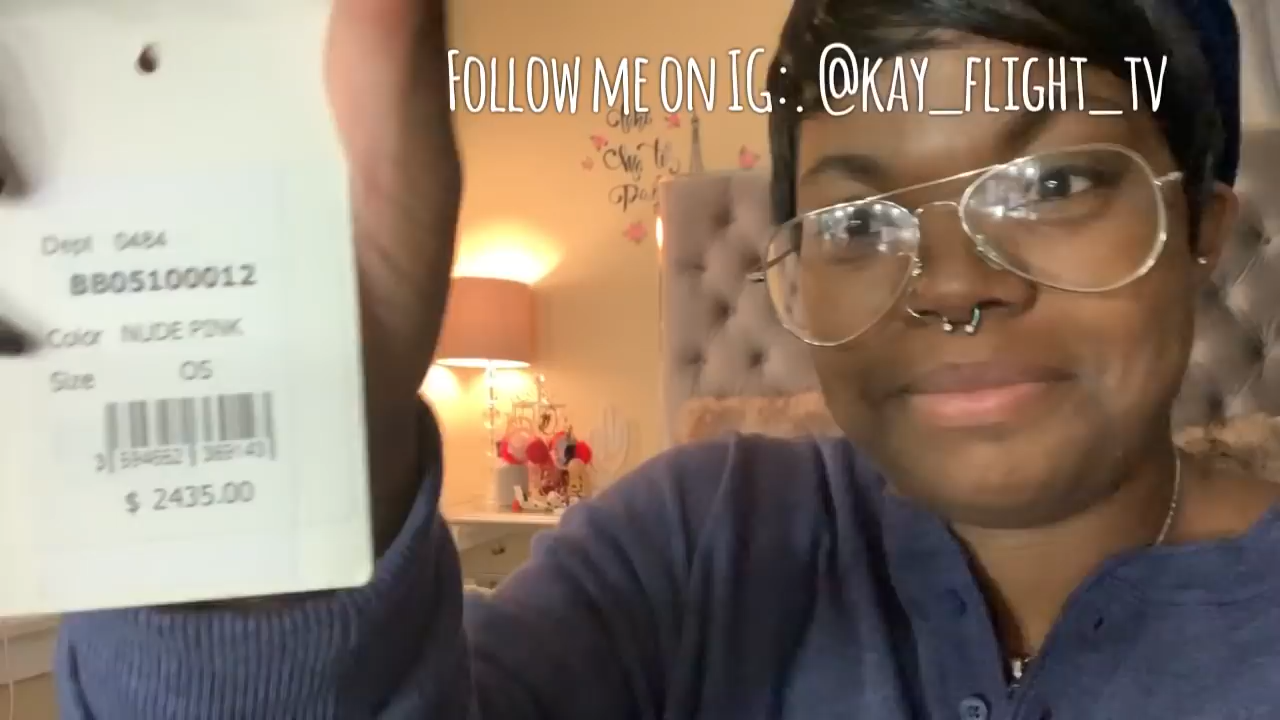 Follow me on IG:. @kay_flight_tv
Dept 0484
BB05100012
Color NUDE PINK
Size OS
$ 2435.00